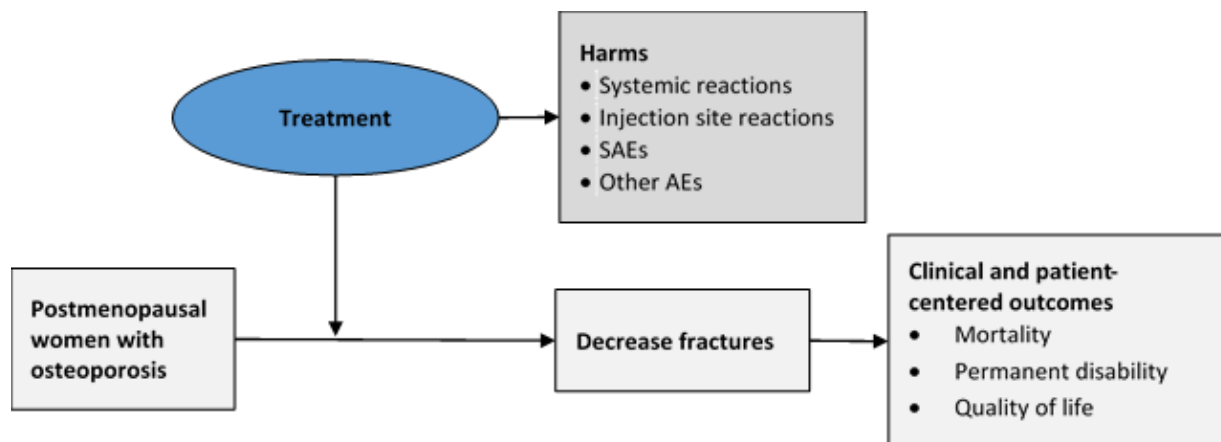 Harms
• Systemic reactions
• Injection site reactions
• SAEs
• Other AEs
Treatment
Postmenopausal
women with
osteoporosis
Decrease fractures
Clinical and patient-
centered outcomes
• Mortality
• Permanent disability
• Quality of life